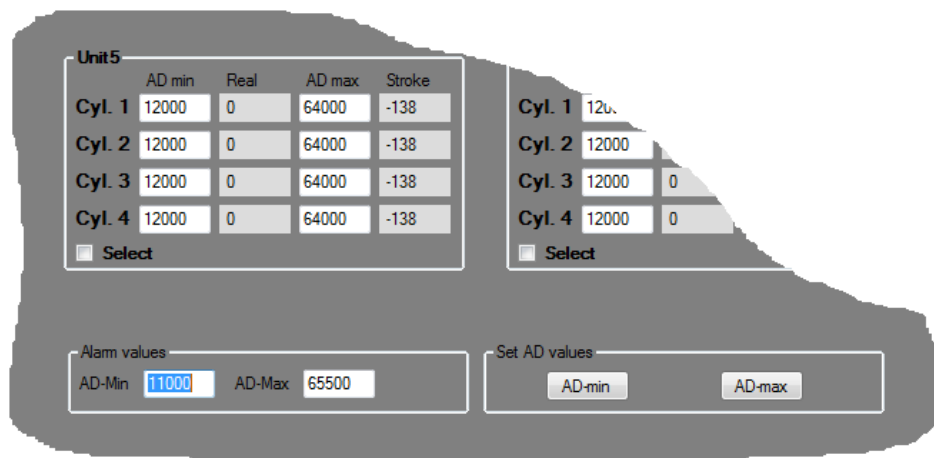 Unit5
AD min Real AD max Stroke
Cyl. 1 12000 0 64000 -138
Cyl. 2 12000 0 64000 -138
Cyl. 3 12000 0 64000 -138
Cyl. 4 12000 0 64000 -138
Select
Cyl. 1
Cyl. 2 12000
Cyl. 3 12000 0
Cyl. 4 12000 0
Select
Alarm values
AD-Min 11000 AD-Max 65500
Set AD values
AD-min AD-max